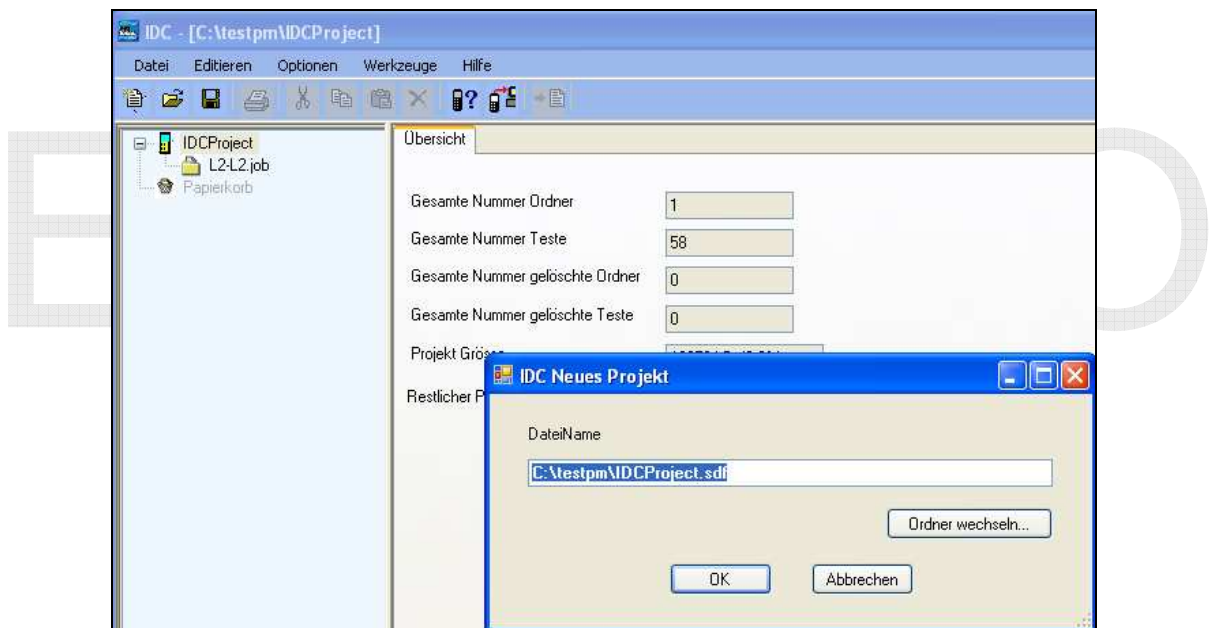 IDC - [C:\testpm\IDCProject]
Datei Editieren Optionen Werkzeuge Hilfe
IDCProject
L2-L2.job
Papierkorb
Übersicht
Gesamte Nummer Ordner 1
Gesamte Nummer Teste 58
Gesamte Nummer gelöschte Ordner 0
Gesamte Nummer gelöschte Teste 0
Projekt
Restlicher
IDC Neues Projekt
DateiName
C:\testpm\IDCProject.sdf
Ordner wechseln...
OK Abbrechen